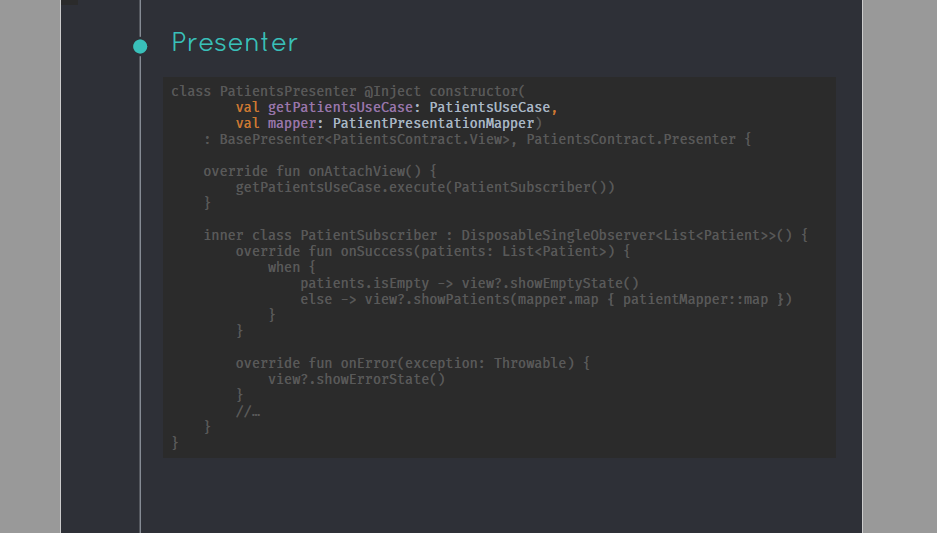 Presenter
class PatientsPresenter @Inject constructor(
        val getPatientsUseCase: PatientsUseCase,
        val mapper: PatientPresentationMapper)
    : BasePresenter<PatientsContract.View>, PatientsContract.Presenter {

    override fun onAttachView() {
        getPatientsUseCase.execute(PatientSubscriber())
    }

    inner class PatientSubscriber : DisposableSingleObserver<List<Patient>>() {
        override fun onSuccess(patients: List<Patient>) {
            when {
                patients.isEmpty -> view?.showEmptyState()
                else -> view?.showPatients(mapper.map { patientMapper::map })
            }
        }

        override fun onError(exception: Throwable) {
            view?.showErrorState()
        }
        //…
    }
}